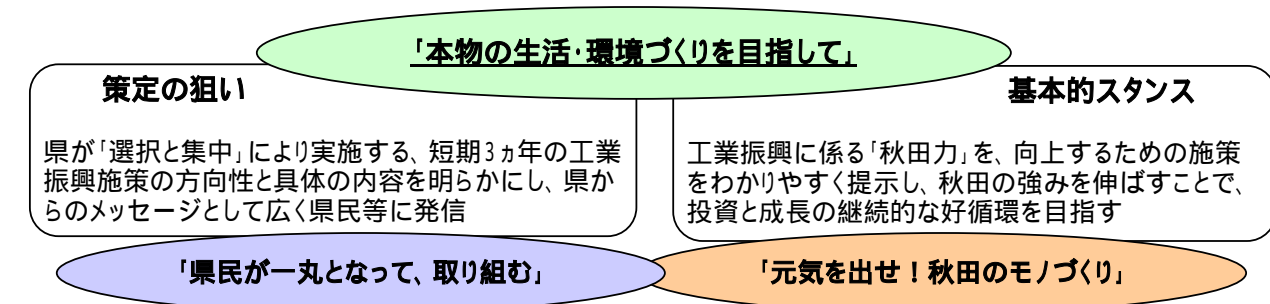 「本物の生活・環境づくりを目指して」
策定の狙い
県が「選択と集中」により実施する、短期3ヵ年の工業
振興施策の方向性と具体の内容を明らかにし、県か
らのメッセージとして広く県民等に発信
基本的スタンス
工業振興に係る「秋田力」を、向上するための施策
をわかりやすく提示し、秋田の強みを伸ばすことで、
投資と成長の継続的な好循環を目指す
「県民が一丸となって、取り組む」
「元気を出せ！秋田のモノづくり」